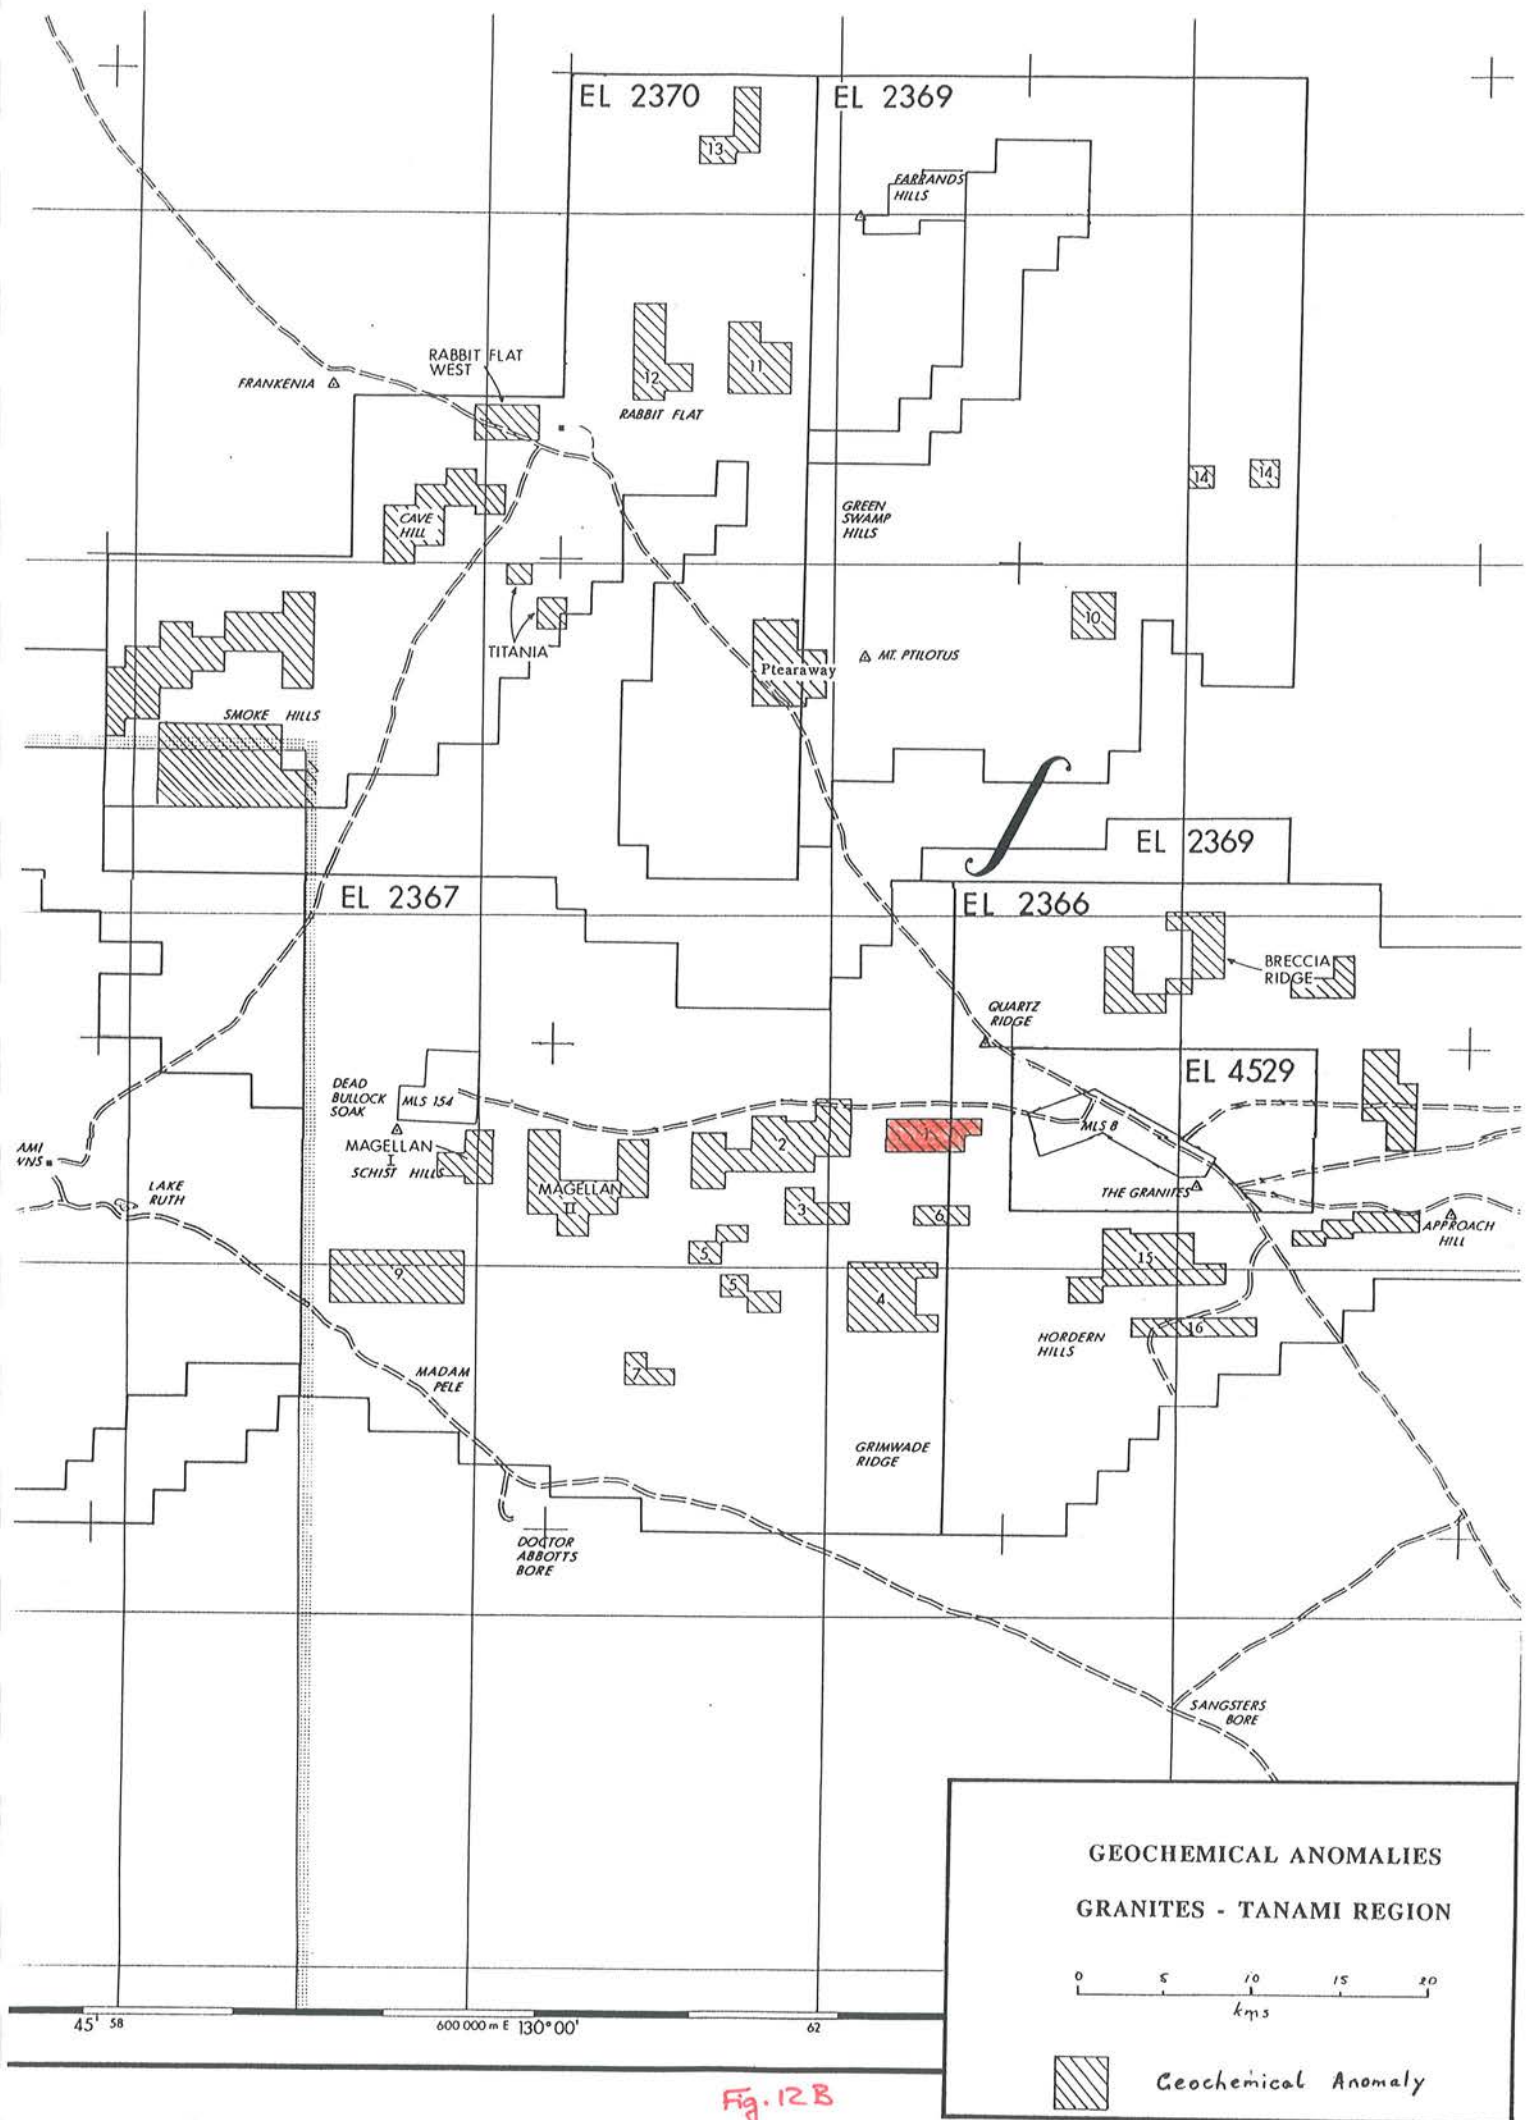 EL 2370
EL 2369
13
FARRANDS
HILLS
RABBIT FLAT
WEST
FRANKENIA
12
11
RABBIT FLAT
14
14
CAVE
HILL
GREEN
SWAMP
HILLS
10
TITANIA
MT. PTILOTUS
Ptearaway
SMOKE HILLS
EL 2369
EL 2367
EL 2366
BRECCIA
RIDGE
QUARTZ
RIDGE
EL 4529
DEAD
BULLOCK
SOAK
MLS 154
MLS 8
1
2
MAGELLAN
I
SCHIST HILLS
AMI
VNS
LAKE
RUTH
MAGELLAN
II
THE GRANITES
3
6
APPROACH
HILL
5
15
9
5
4
16
HORDERN
HILLS
7
MADAM
PELE
GRIMWADE
RIDGE
DOCTOR
ABBOTTS
BORE
SANGSTERS
BORE
GEOCHEMICAL ANOMALIES
GRANITES - TANAMI REGION
0 5 10 15 20
kms
Geochemical Anomaly
45' 58
600 000 m E 130°00'
62
Fig. 12B